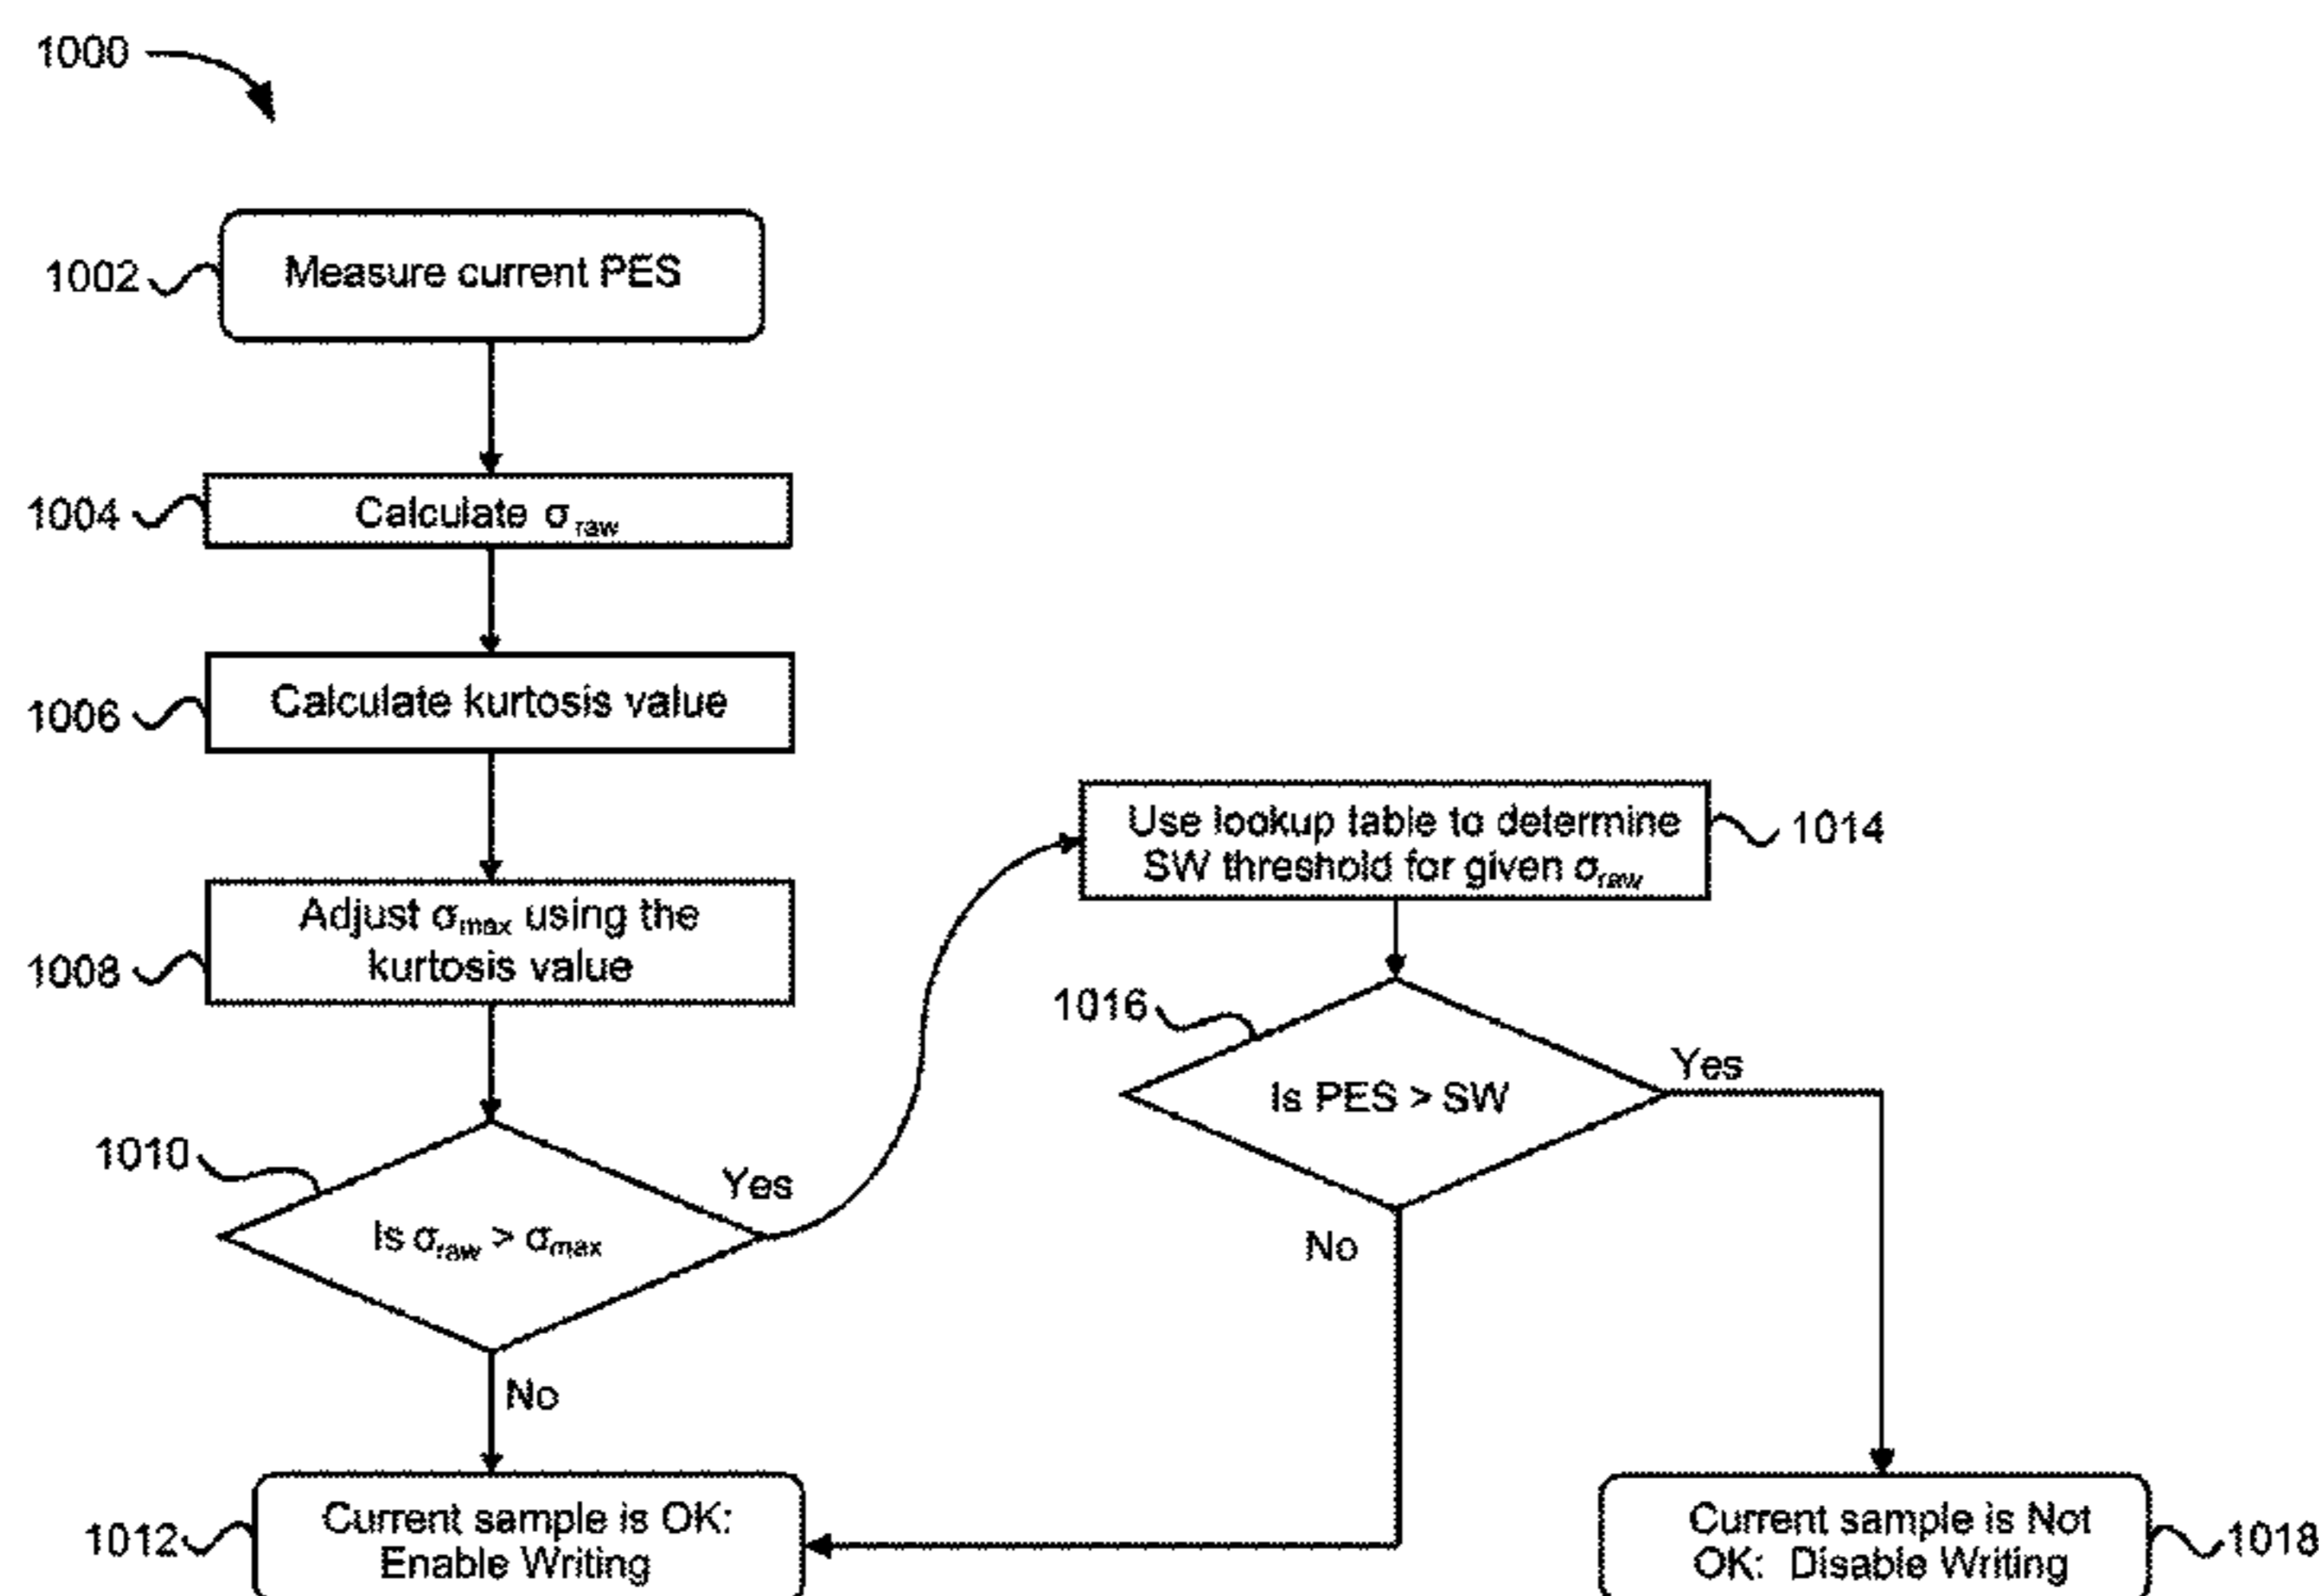 1000
1002
Measure current PES
1004
Calculate σraw
1006
Calculate kurtosis value
1008
Adjust σmax using the
kurtosis value
1010
Is σraw > σmax
Yes
No
1012
Current sample is OK:
Enable Writing
Use lookup table to determine
SW threshold for given σraw
1014
1016
Is PES > SW
Yes
No
Current sample is Not
OK: Disable Writing
1018